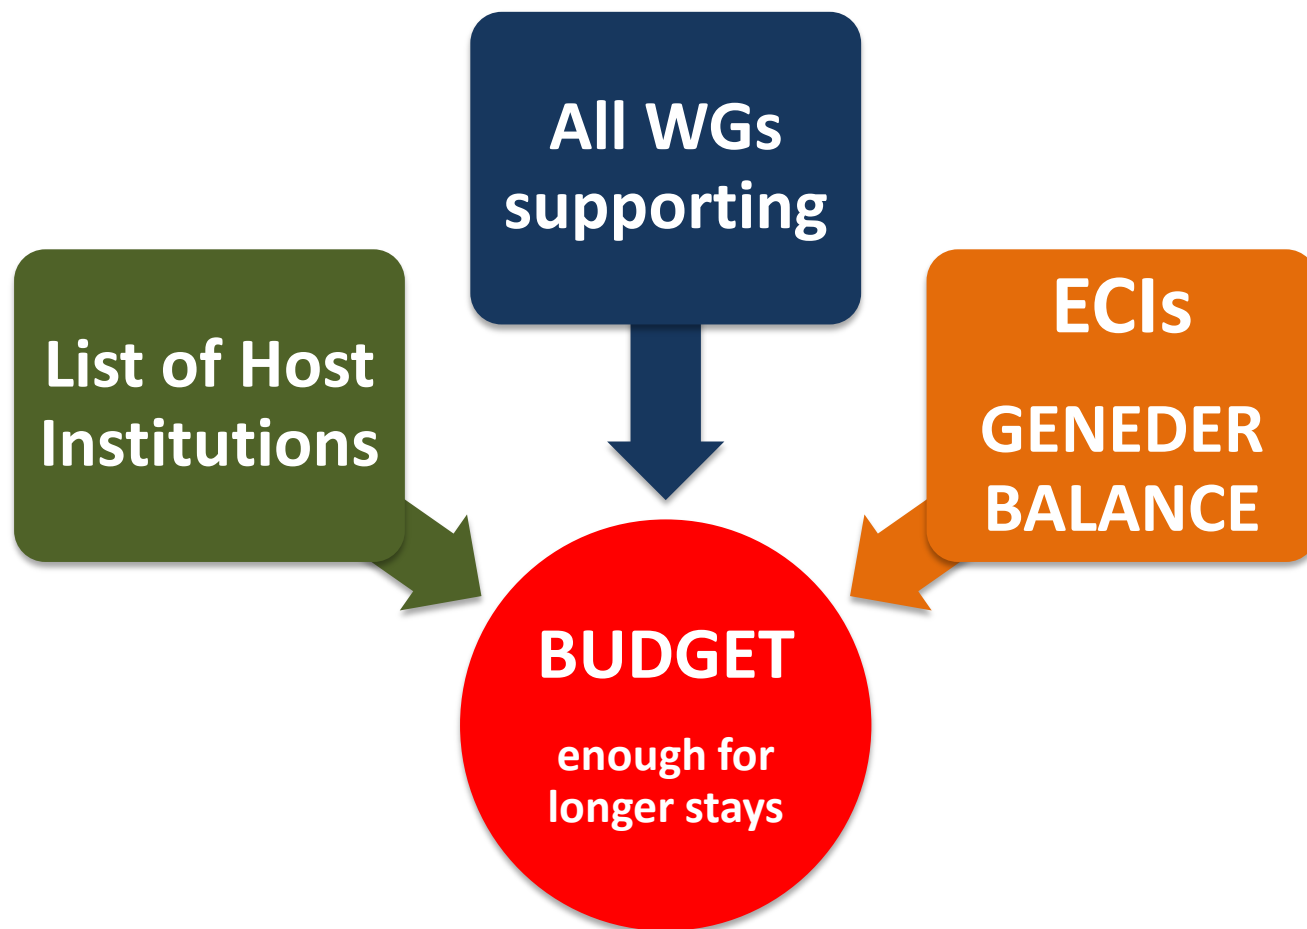 All WGs
supporting
List of Host
Institutions
ECIs
GENEDER
BALANCE
BUDGET
enough for
longer stays